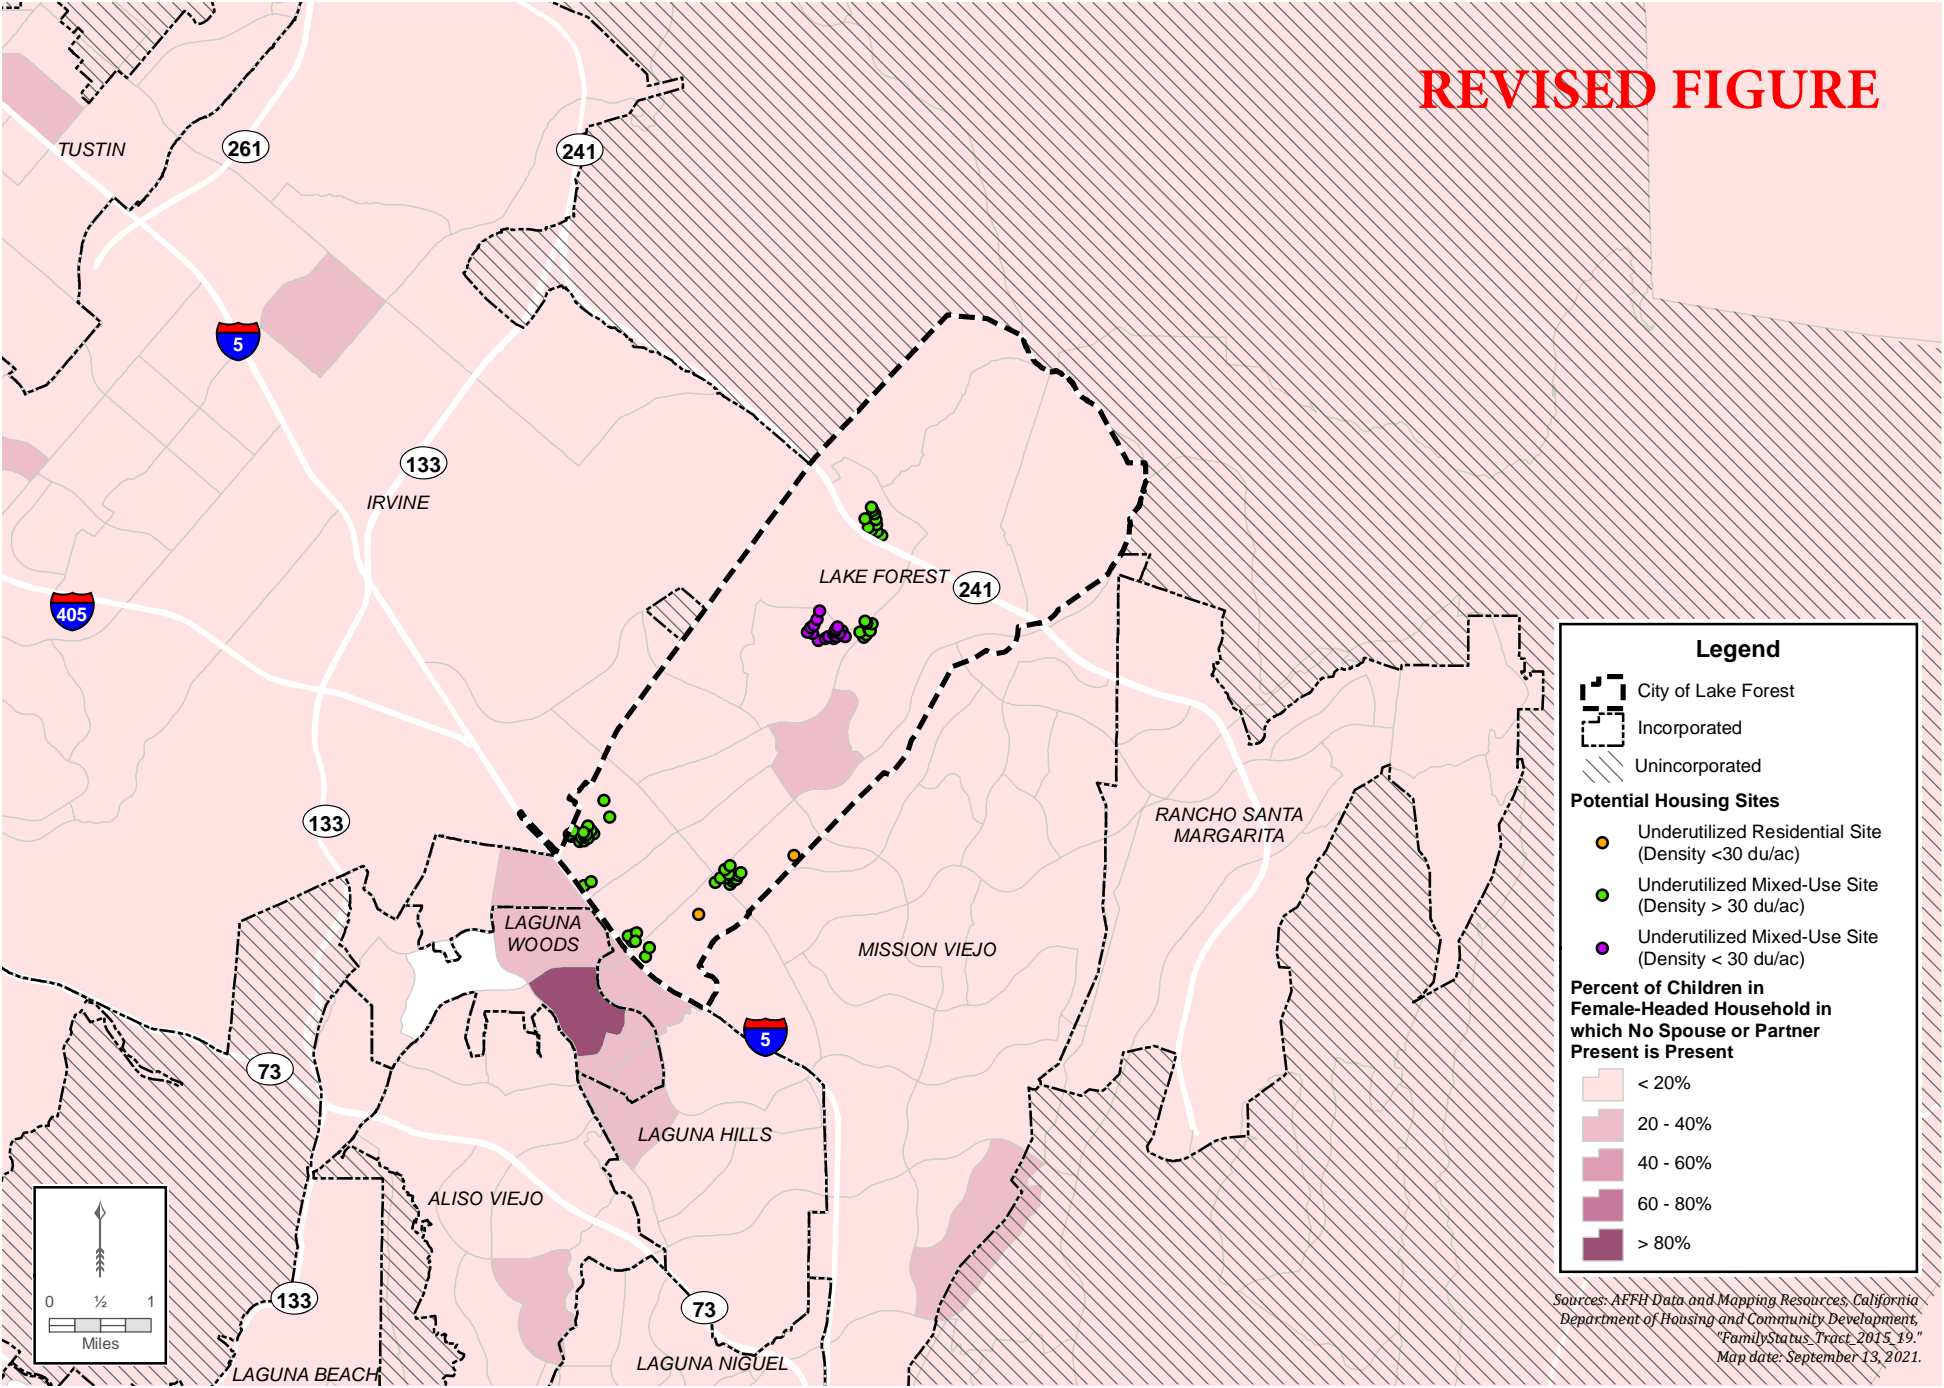 REVISED FIGURE
TUSTIN
261
241
5
133
IRVINE
405
LAKE FOREST
241
133
RANCHO SANTA
MARGARITA
LAGUNA
WOODS
MISSION VIEJO
5
73
LAGUNA HILLS
ALISO VIEJO
133
73
LAGUNA NIGUEL
LAGUNA BEACH
0 ½ 1
Miles
Legend
City of Lake Forest
Incorporated
Unincorporated
Potential Housing Sites
Underutilized Residential Site
(Density <30 du/ac)
Underutilized Mixed-Use Site
(Density > 30 du/ac)
Underutilized Mixed-Use Site
(Density < 30 du/ac)
Percent of Children in
Female-Headed Household in
which No Spouse or Partner
Present is Present
< 20%
20 - 40%
40 - 60%
60 - 80%
> 80%
Sources: AFFH Data and Mapping Resources, California
Department of Housing and Community Development,
"FamilyStatus_Tract_2015_19."
Map date: September 13, 2021.